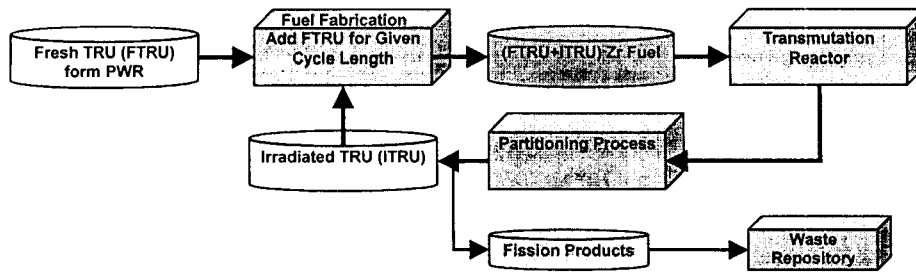 Fresh TRU (FTRU)
form PWR
Fuel Fabrication
Add FTRU for Given
Cycle Length
(FTRU+ITRU)-Zr Fuel
Transmutation
Reactor
Irradiated TRU (ITRU)
Partitioning Process
Fission Products
Waste
Repository